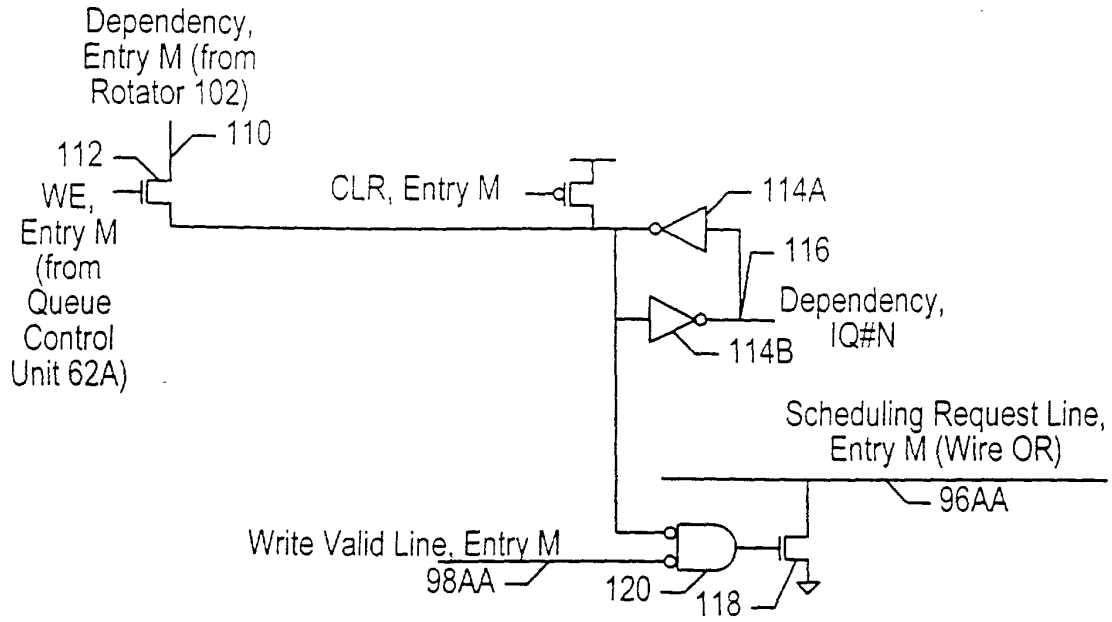 Dependency,
Entry M (from
Rotator 102)
110
112
WE,
Entry M
(from
Queue
Control
Unit 62A)
CLR, Entry M
114A
116
Dependency,
IQ#N
114B
Scheduling Request Line,
Entry M (Wire OR)
96AA
Write Valid Line, Entry M
98AA
120
118